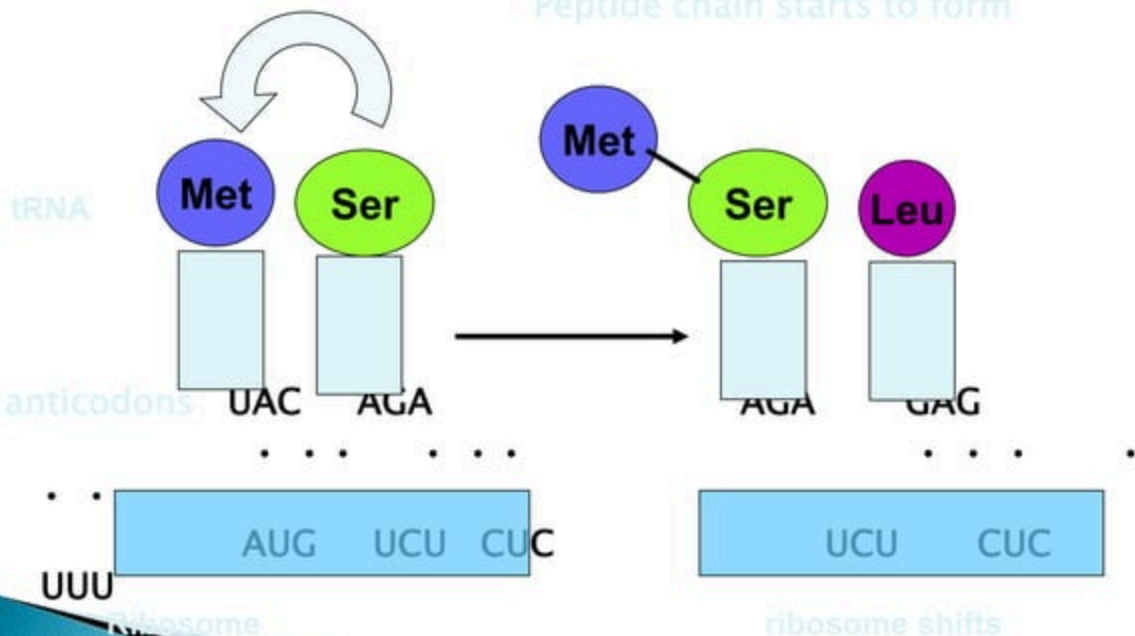 Peptide chain starts to form
Met Ser Met Ser Leu
tRNA
anticodons UAC AGA AGA GAG
AUG UCU CUC UCU CUC
UUU
Ribosome ribosome shifts